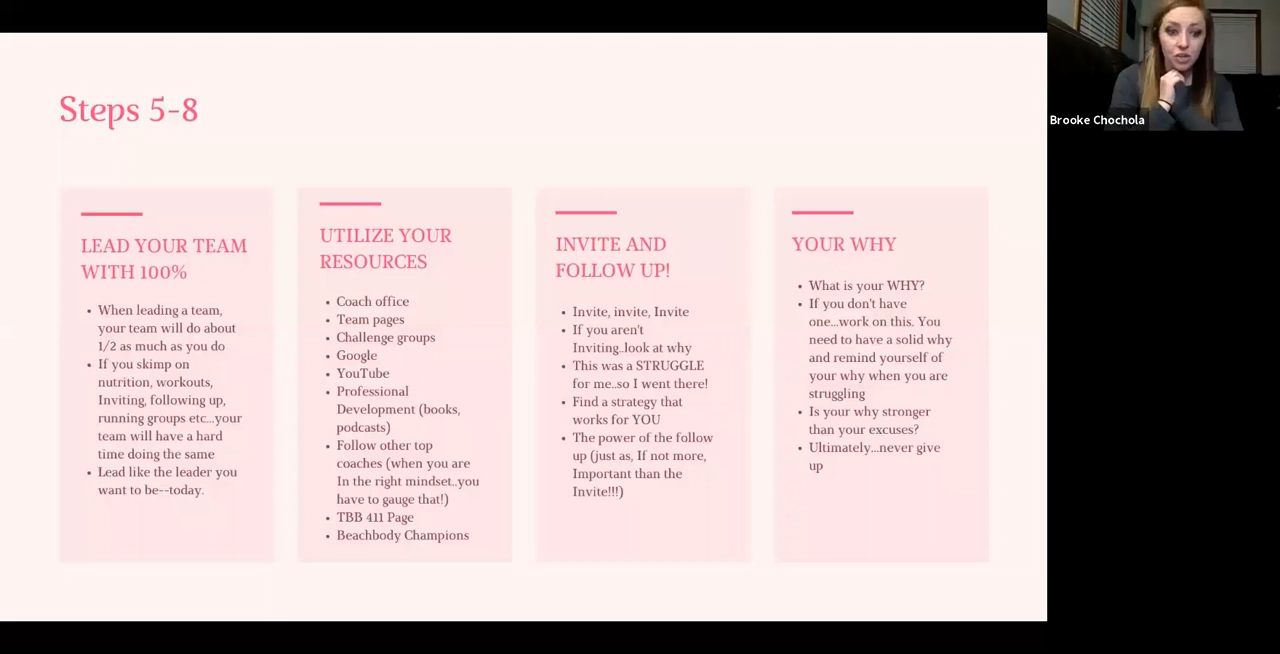 Steps 5-8
LEAD YOUR TEAM
WITH 100%
• When leading a team,
your team will do about
1/2 as much as you do
• If you skimp on
nutrition, workouts,
Inviting, following up,
running groups etc...your
team will have a hard
time doing the same
• Lead like the leader you
want to be--today.
UTILIZE YOUR
RESOURCES
• Coach office
• Team pages
• Challenge groups
• Google
• YouTube
• Professional
Development (books,
podcasts)
• Follow other top
coaches (when you are
In the right mindset..you
have to gauge that!)
• TBB 411 Page
• Beachbody Champions
INVITE AND
FOLLOW UP!
• Invite, invite, Invite
• If you aren't
Inviting..look at why
• This was a STRUGGLE
for me..so I went there!
• Find a strategy that
works for YOU
• The power of the follow
up (just as, If not more,
Important than the
Invite!!!)
YOUR WHY
• What is your WHY?
• If you don't have
one...work on this. You
need to have a solid why
and remind yourself of
your why when you are
struggling
• Is your why stronger
than your excuses?
• Ultimately...never give
up
Brooke Chochola